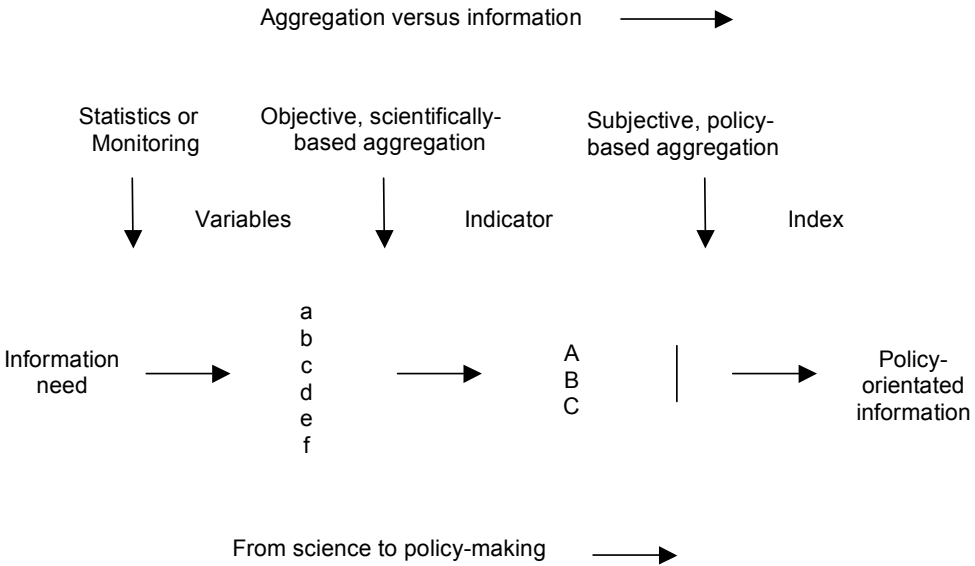 Aggregation versus information
Statistics or
Monitoring
Objective, scientifically-
based aggregation
Subjective, policy-
based aggregation
Variables
Indicator
Index
Information
need
a
b
c
d
e
f
A
B
C
Policy-
orientated
information
From science to policy-making